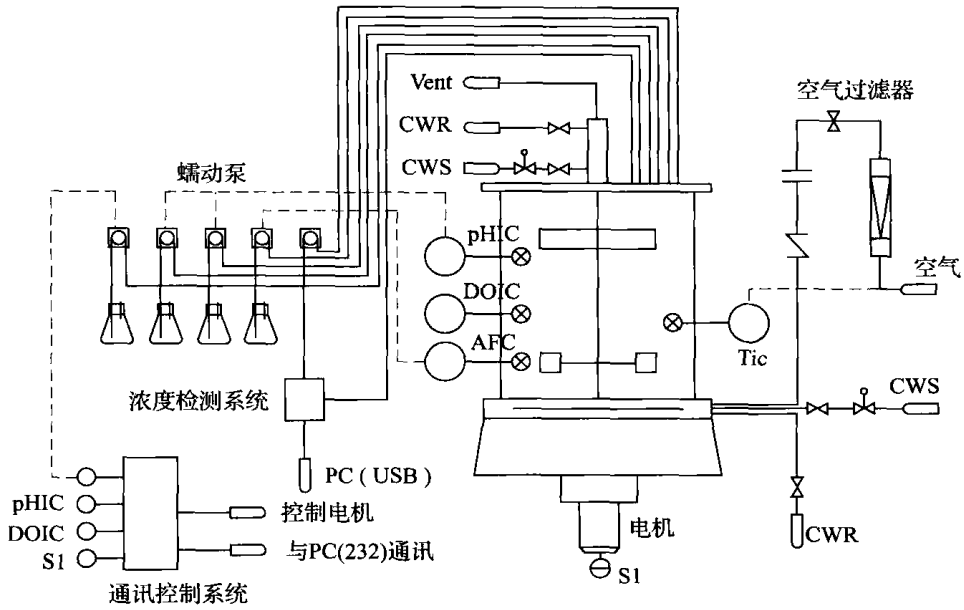 Vent
空气过滤器
CWR
CWS
蠕动泵
pHIC
空气
DOIC
AFC
Tic
CWS
浓度检测系统
PC(USB)
pHIC
控制电机
电机
DOIC
CWR
S1
与PC(232)通讯
S1
通讯控制系统